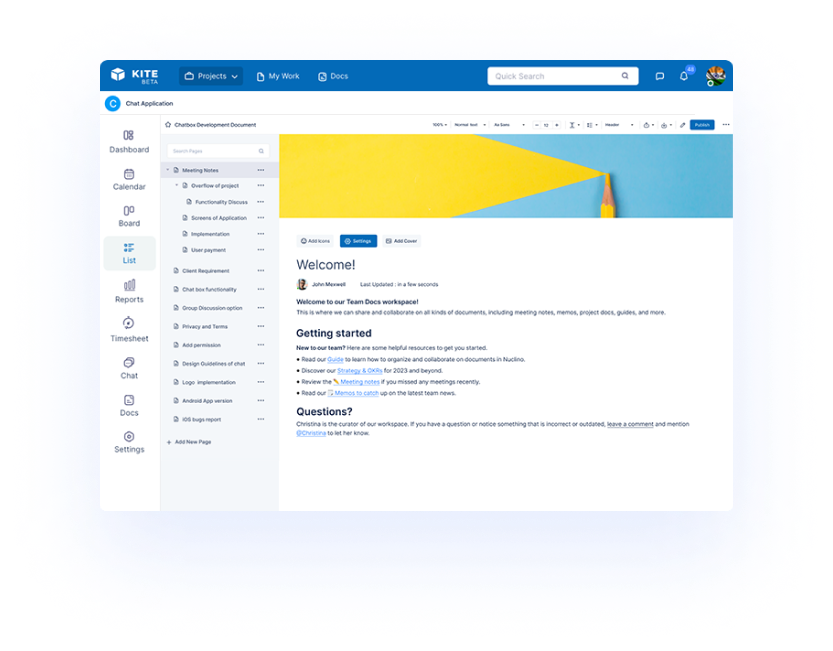 KITE
BETA
Projects
My Work
Docs
Quick Search
C
Chat Application
Chatbox Development Document
100%
Normal text
12
Header
Publish
Dashboard
Calendar
Board
List
Reports
Timesheet
Chat
Docs
Settings
Search Pages
Meeting Notes
Overflow of project
Functionality Discuss
Screens of Application
Implementation
User payment
Client Requirement
Chat box functionality
Group Discussion option
Privacy and Terms
Add permission
Design Guidelines of chat
Logo implementation
Android App version
IOS bugs report
+ Add New Page
Add Icons
Settings
Add Cover
Welcome!
John Mexwell
Last Updated : in a few seconds
Welcome to our Team Docs workspace!
This is where we can share and collaborate on all kinds of documents, including meeting notes, memos, project docs, guides, and more.
Getting started
New to our team? Here are some helpful resources to get you started.
• Read our Guide to learn how to organize and collaborate on documents in Nuclino.
• Discover our Strategy & OKRs for 2023 and beyond.
• Review the Meeting notes if you missed any meetings recently.
• Read our Memos to catch up on the latest team news.
Questions?
Christina is the curator of our workspace. If you have a question or notice something that is incorrect or outdated, leave a comment and mention
@Christina to let her know.